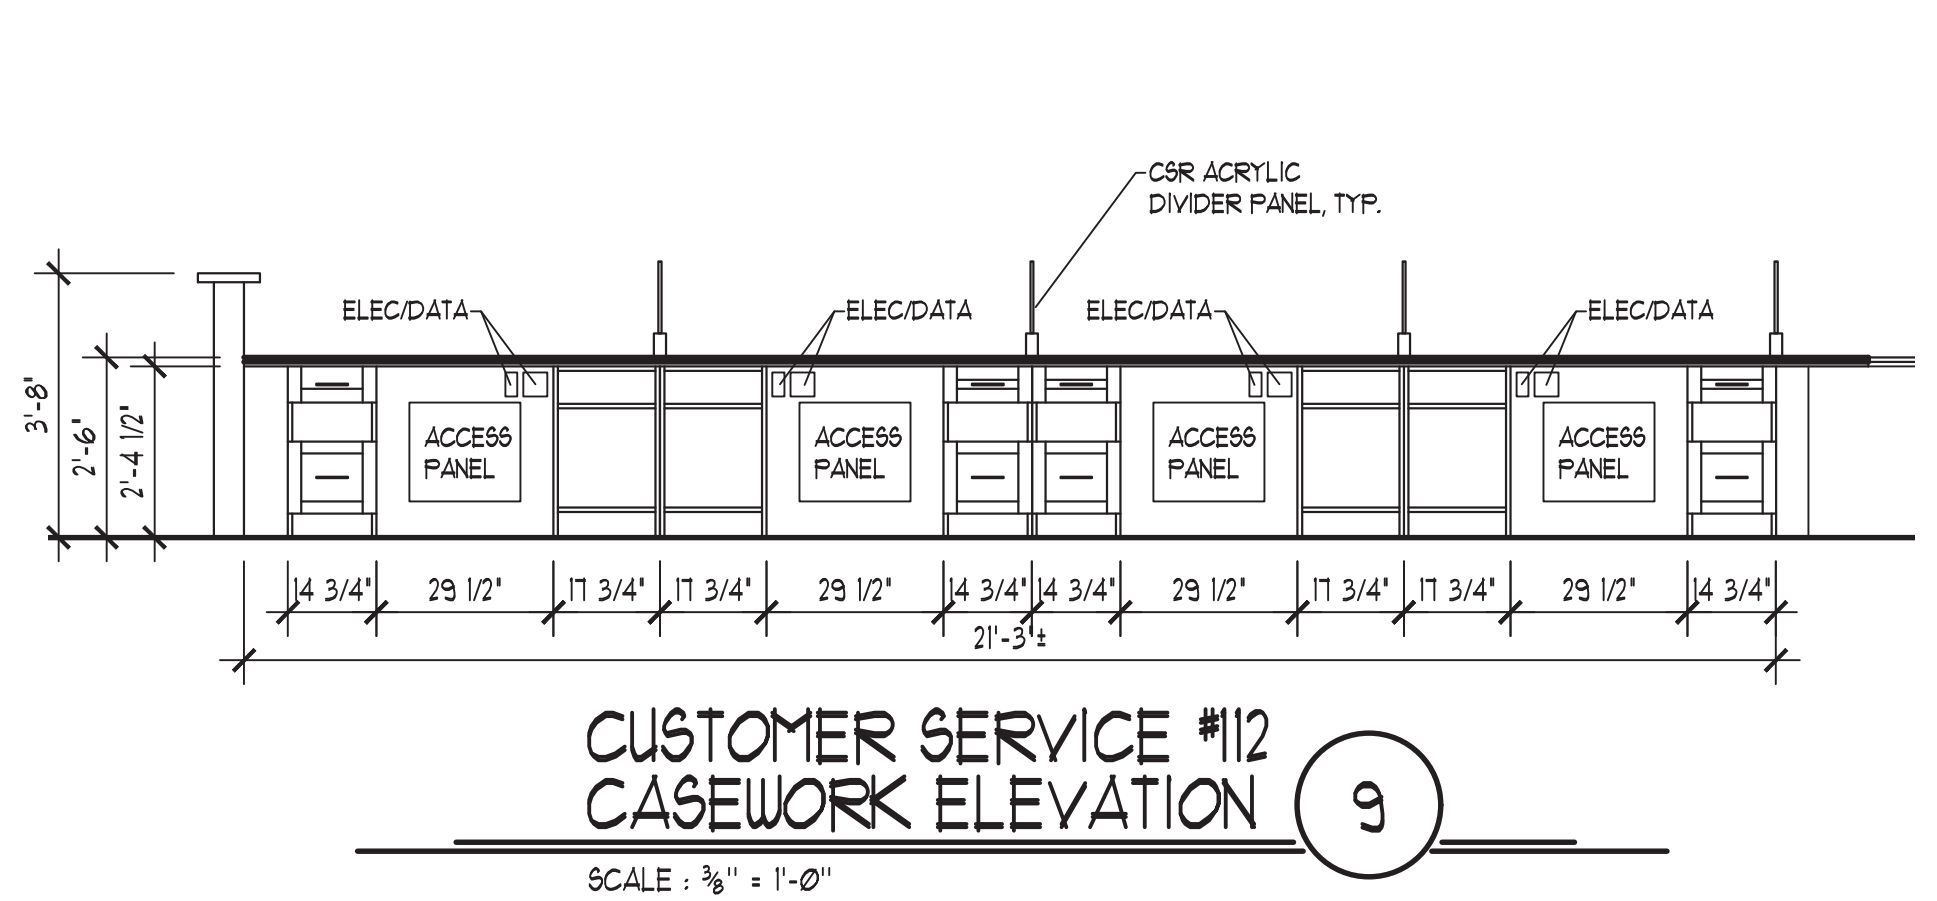 CSR ACRYLIC
DIVIDER PANEL, TYP.
ELEC/DATA
ELEC/DATA
ELEC/DATA
ELEC/DATA
3'-8"
2'-6"
2'-4 1/2"
ACCESS
PANEL
ACCESS
PANEL
ACCESS
PANEL
ACCESS
PANEL
14 3/4"
29 1/2"
17 3/4"
17 3/4"
29 1/2"
14 3/4"
14 3/4"
29 1/2"
17 3/4"
17 3/4"
29 1/2"
14 3/4"
21'-3"±
CUSTOMER SERVICE #112
CASEWORK ELEVATION
9
SCALE : 3/8" = 1'-0"